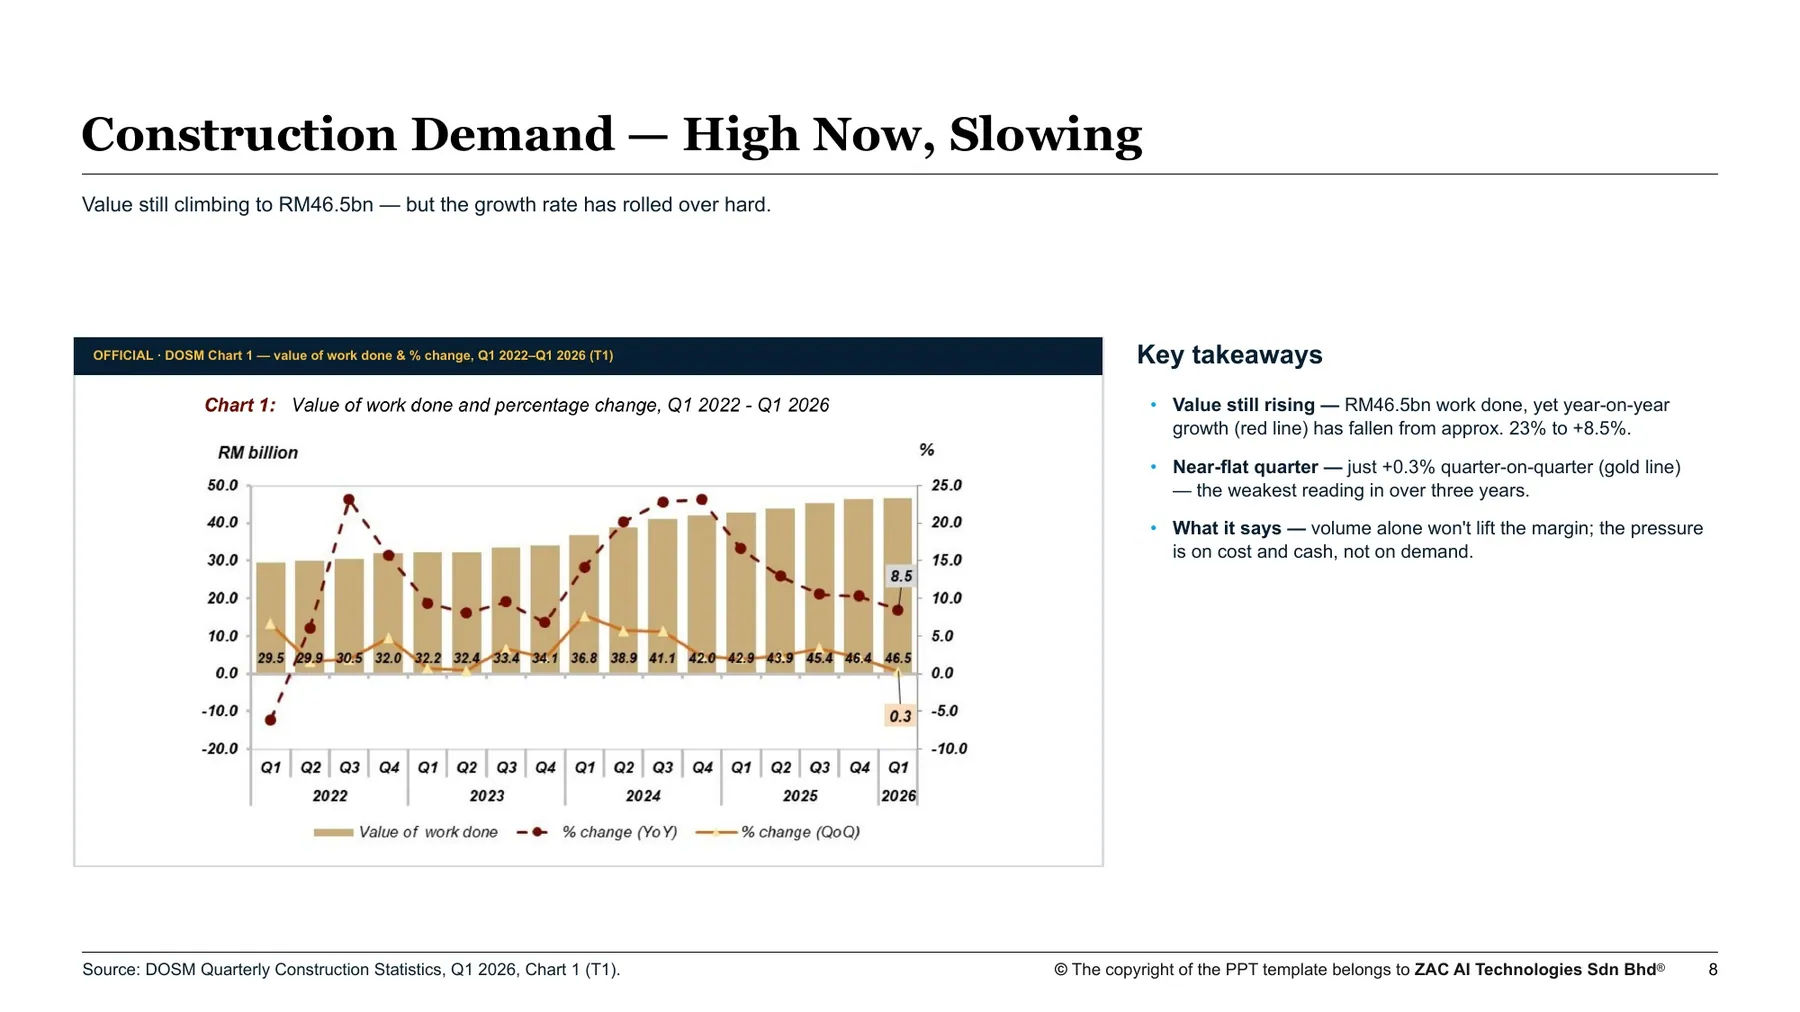 Construction Demand — High Now, Slowing
Value still climbing to RM46.5bn — but the growth rate has rolled over hard.
OFFICIAL · DOSM Chart 1 — value of work done & % change, Q1 2022–Q1 2026 (T1)
Chart 1: Value of work done and percentage change, Q1 2022 - Q1 2026
RM billion %
50.0 25.0
40.0 20.0
30.0 15.0
8.5
20.0 10.0
10.0 5.0
29.5 29.9 30.5 32.0 32.2 32.4 33.4 34.1 36.8 38.9 41.1 42.0 42.9 43.9 45.4 46.4 46.5
0.0 0.0
-10.0 0.3 -5.0
-20.0 -10.0
Q1 Q2 Q3 Q4 Q1 Q2 Q3 Q4 Q1 Q2 Q3 Q4 Q1 Q2 Q3 Q4 Q1
2022 2023 2024 2025 2026
Value of work done % change (YoY) % change (QoQ)
Key takeaways
• Value still rising — RM46.5bn work done, yet year-on-year
growth (red line) has fallen from approx. 23% to +8.5%.
• Near-flat quarter — just +0.3% quarter-on-quarter (gold line)
— the weakest reading in over three years.
• What it says — volume alone won't lift the margin; the pressure
is on cost and cash, not on demand.
Source: DOSM Quarterly Construction Statistics, Q1 2026, Chart 1 (T1).
© The copyright of the PPT template belongs to ZAC AI Technologies Sdn Bhd® 8